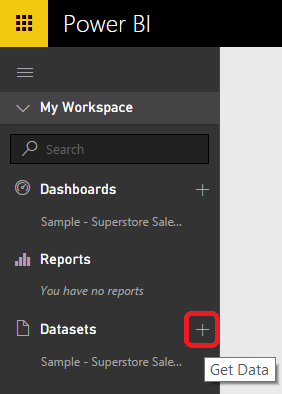 Power BI
My Workspace
Search
Dashboards
Sample - Superstore Sale...
Reports
You have no reports
Datasets
Get Data
Sample - Superstore Sale...